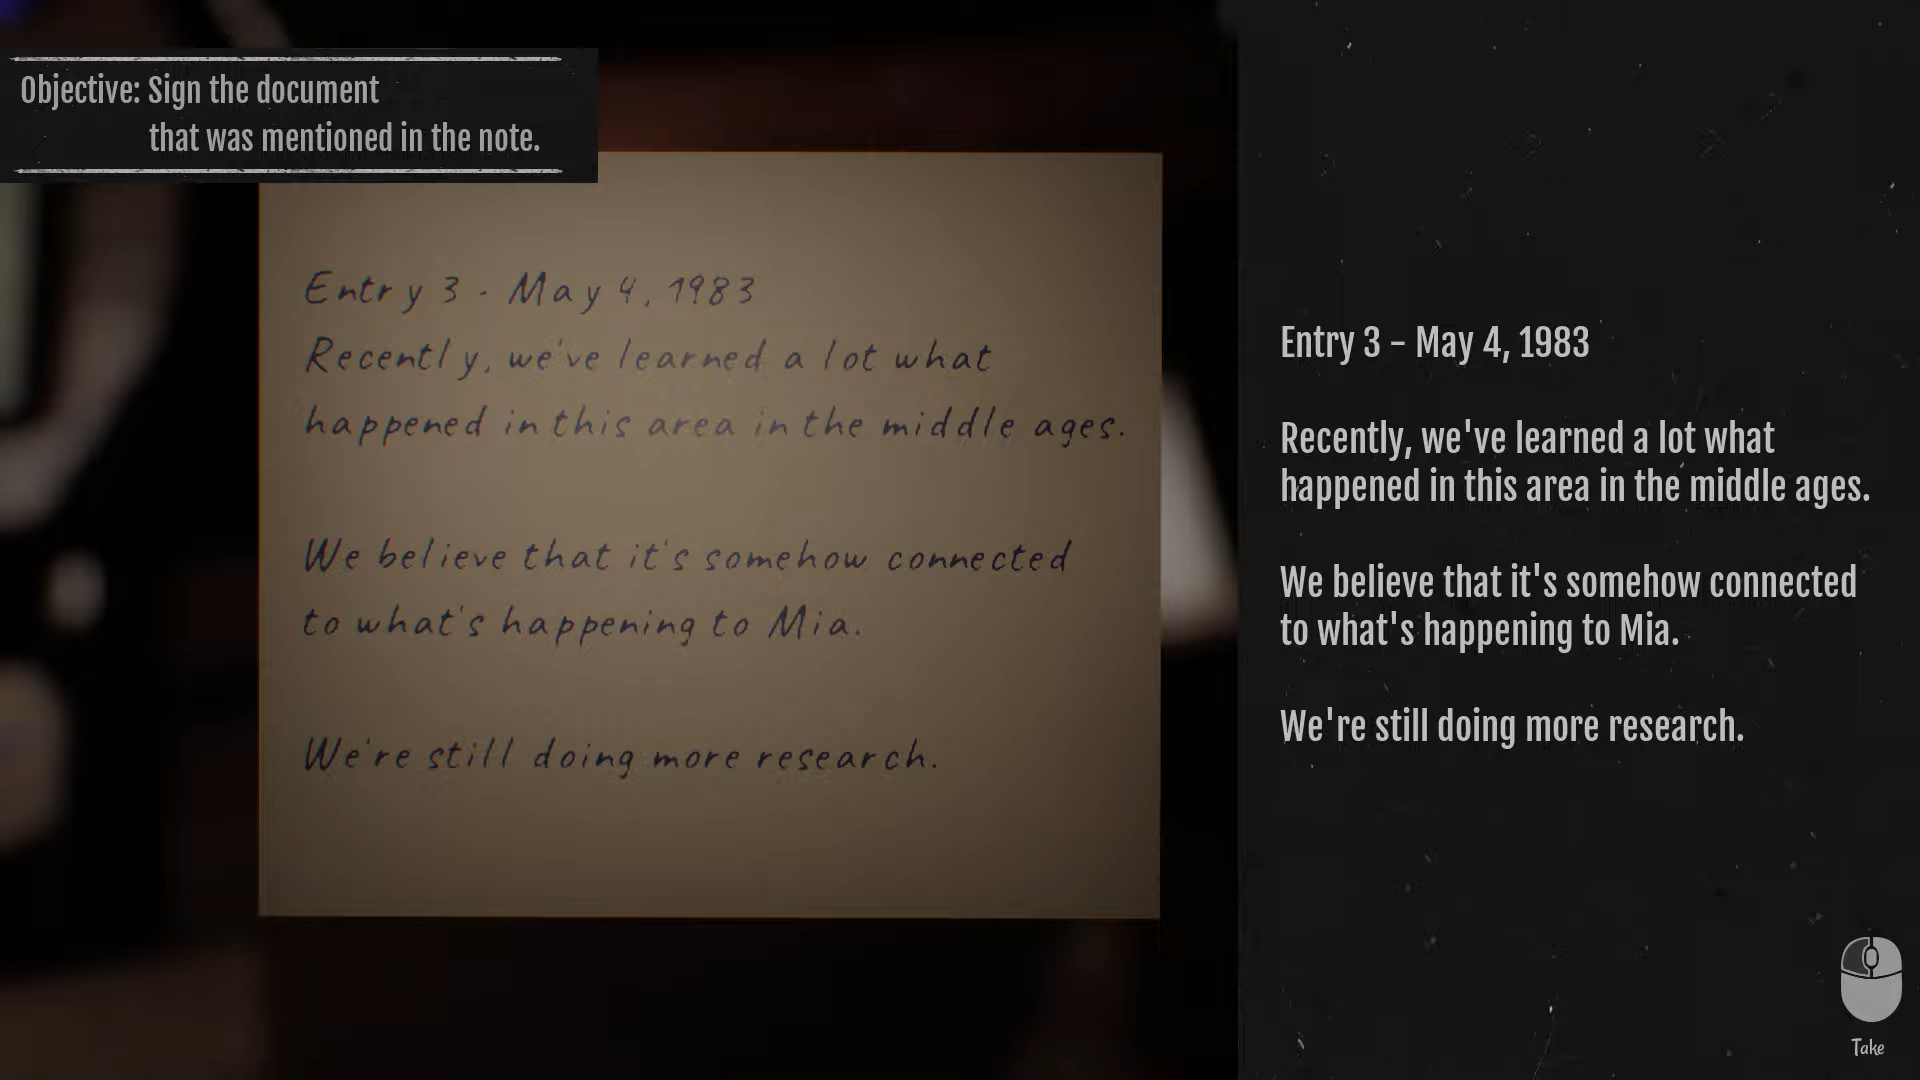 Objective: Sign the document
that was mentioned in the note.
Entry 3 - May 4, 1983
Recently, we've learned a lot what
happened in this area in the middle ages.
We believe that it's somehow connected
to what's happening to Mia.
We're still doing more research.
Entry 3 - May 4, 1983
Recently, we've learned a lot what
happened in this area in the middle ages.
We believe that it's somehow connected
to what's happening to Mia.
We're still doing more research.
Take